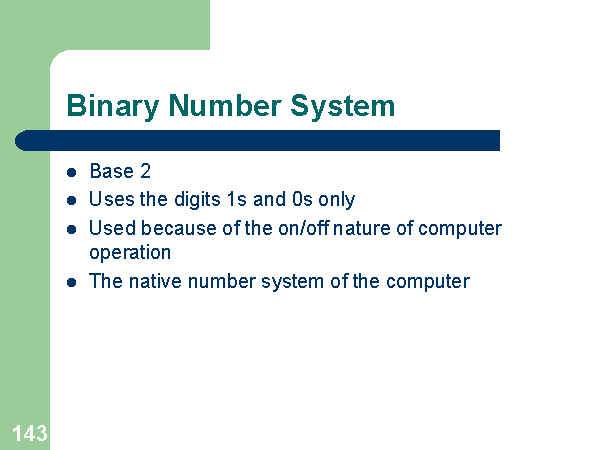 Binary Number System
Base 2
Uses the digits 1s and 0s only
Used because of the on/off nature of computer
operation
The native number system of the computer
143